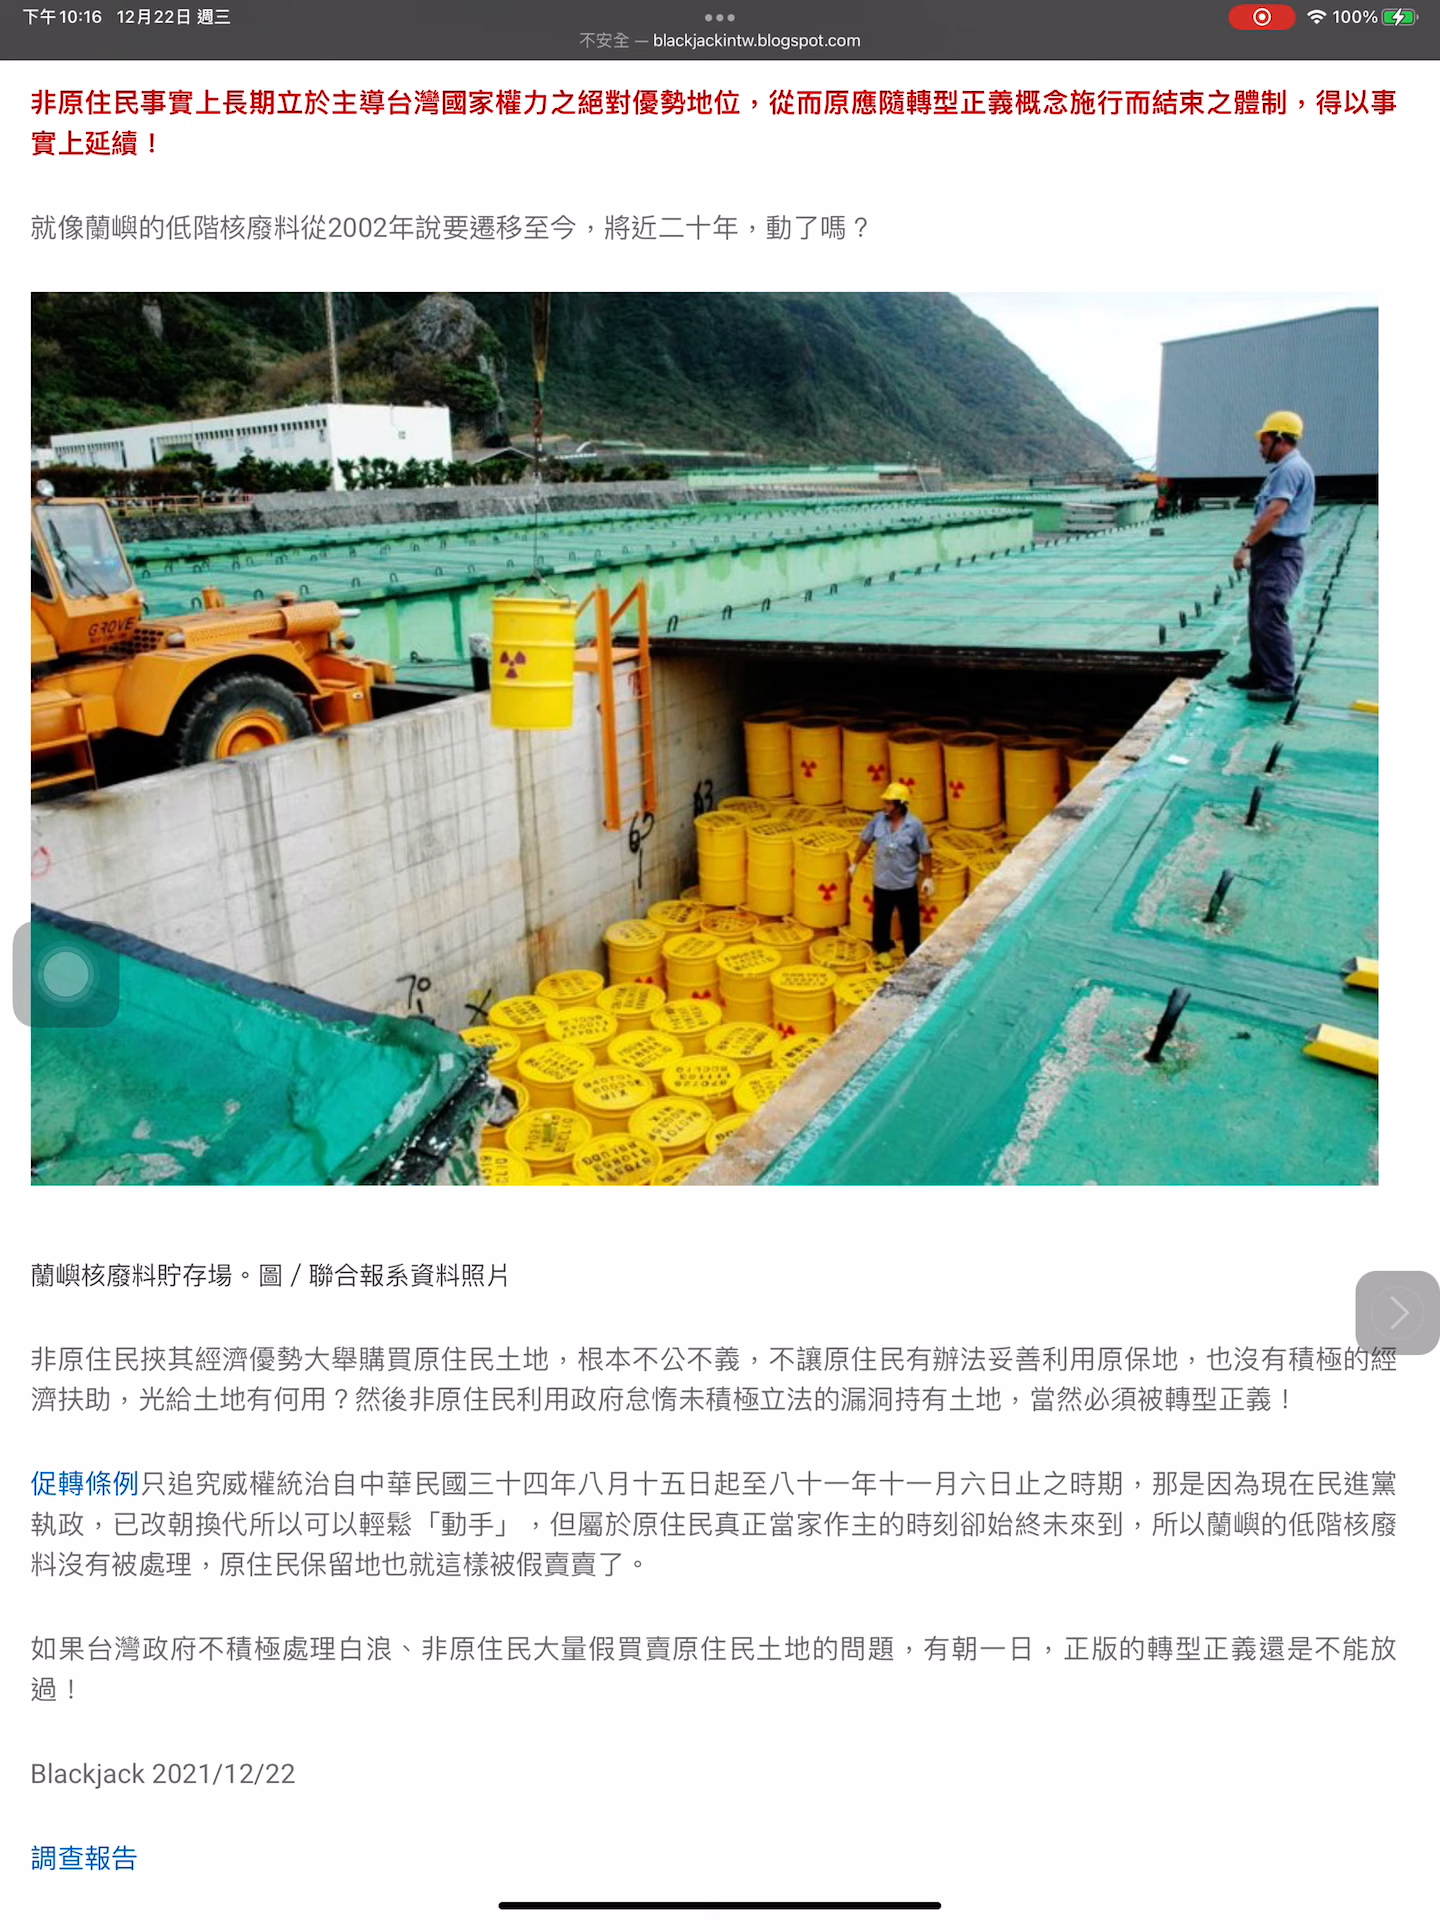 下午10:16 12月22日 週三
100%
不安全 — blackjackintw.blogspot.com
非原住民事實上長期立於主導台灣國家權力之絕對優勢地位，從而原應隨轉型正義概念施行而結束之體制，得以事
實上延續！
就像蘭嶼的低階核廢料從2002年說要遷移至今，將近二十年，動了嗎？
GROVE
63
65
70
蘭嶼核廢料貯存場。圖／聯合報系資料照片
非原住民挾其經濟優勢大舉購買原住民土地，根本不公不義，不讓原住民有辦法妥善利用原保地，也沒有積極的經
濟扶助，光給土地有何用？然後非原住民利用政府怠惰未積極立法的漏洞持有土地，當然必須被轉型正義！
促轉條例只追究威權統治自中華民國三十四年八月十五日起至八十一年十一月六日止之時期，那是因為現在民進黨
執政，已改朝換代所以可以輕鬆「動手」，但屬於原住民真正當家作主的時刻卻始終未來到，所以蘭嶼的低階核廢
料沒有被處理，原住民保留地也就這樣被假賣賣了。
如果台灣政府不積極處理白浪、非原住民大量假買賣原住民土地的問題，有朝一日，正版的轉型正義還是不能放
過！
Blackjack 2021/12/22
調查報告